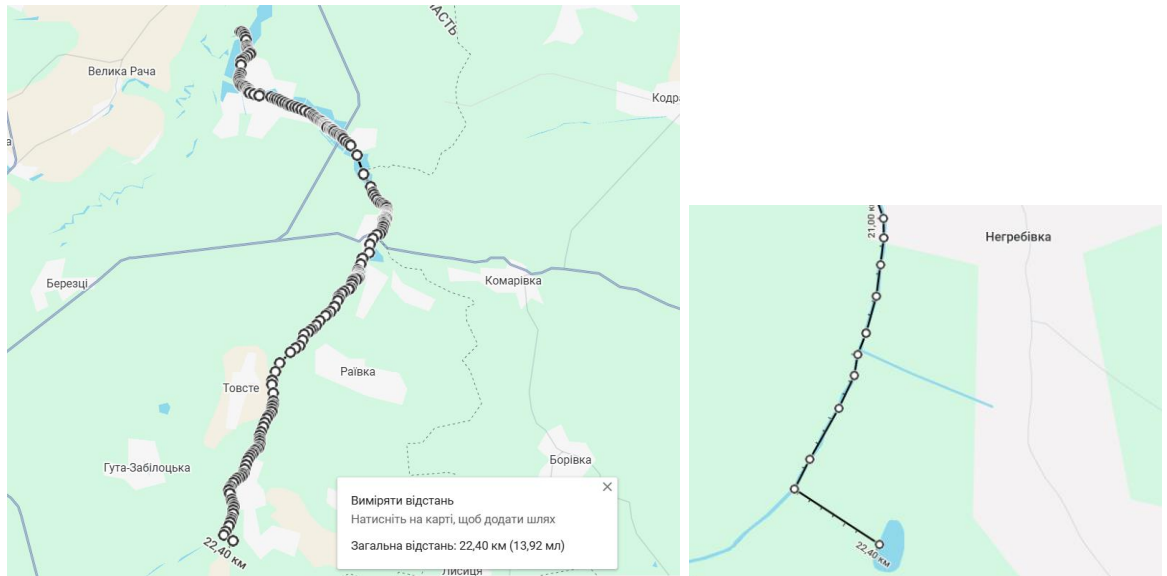 АСТЬ
Велика Рача
Кодра
а
Березці
Комарівка
Товсте
Раївка
Гута-Забілоцька
Борівка
22,40 км
Виміряти відстань
Натисніть на карті, щоб додати шлях
Загальна відстань: 22,40 км (13,92 мл)
Лисиця
21,00 км
Негребівка
22,40 км